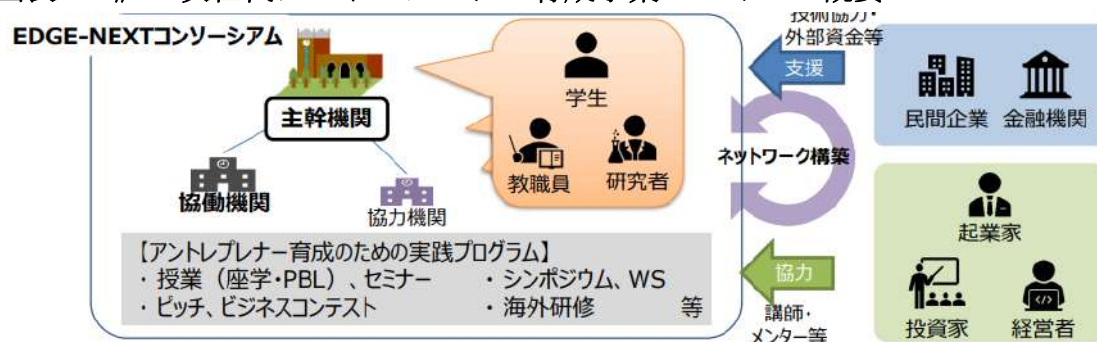 EDGE-NEXTコンソーシアム
主幹機関
協働機関
協力機関
学生
教職員 研究者
【アントレプレナー育成のための実践プログラム】
・授業（座学・PBL）、セミナー ・シンポジウム、WS
・ピッチ、ビジネスコンテスト ・海外研修 等
技術協力・
外部資金等
支援
ネットワーク構築
協力
講師・
メンター等
民間企業 金融機関
起業家
投資家 経営者